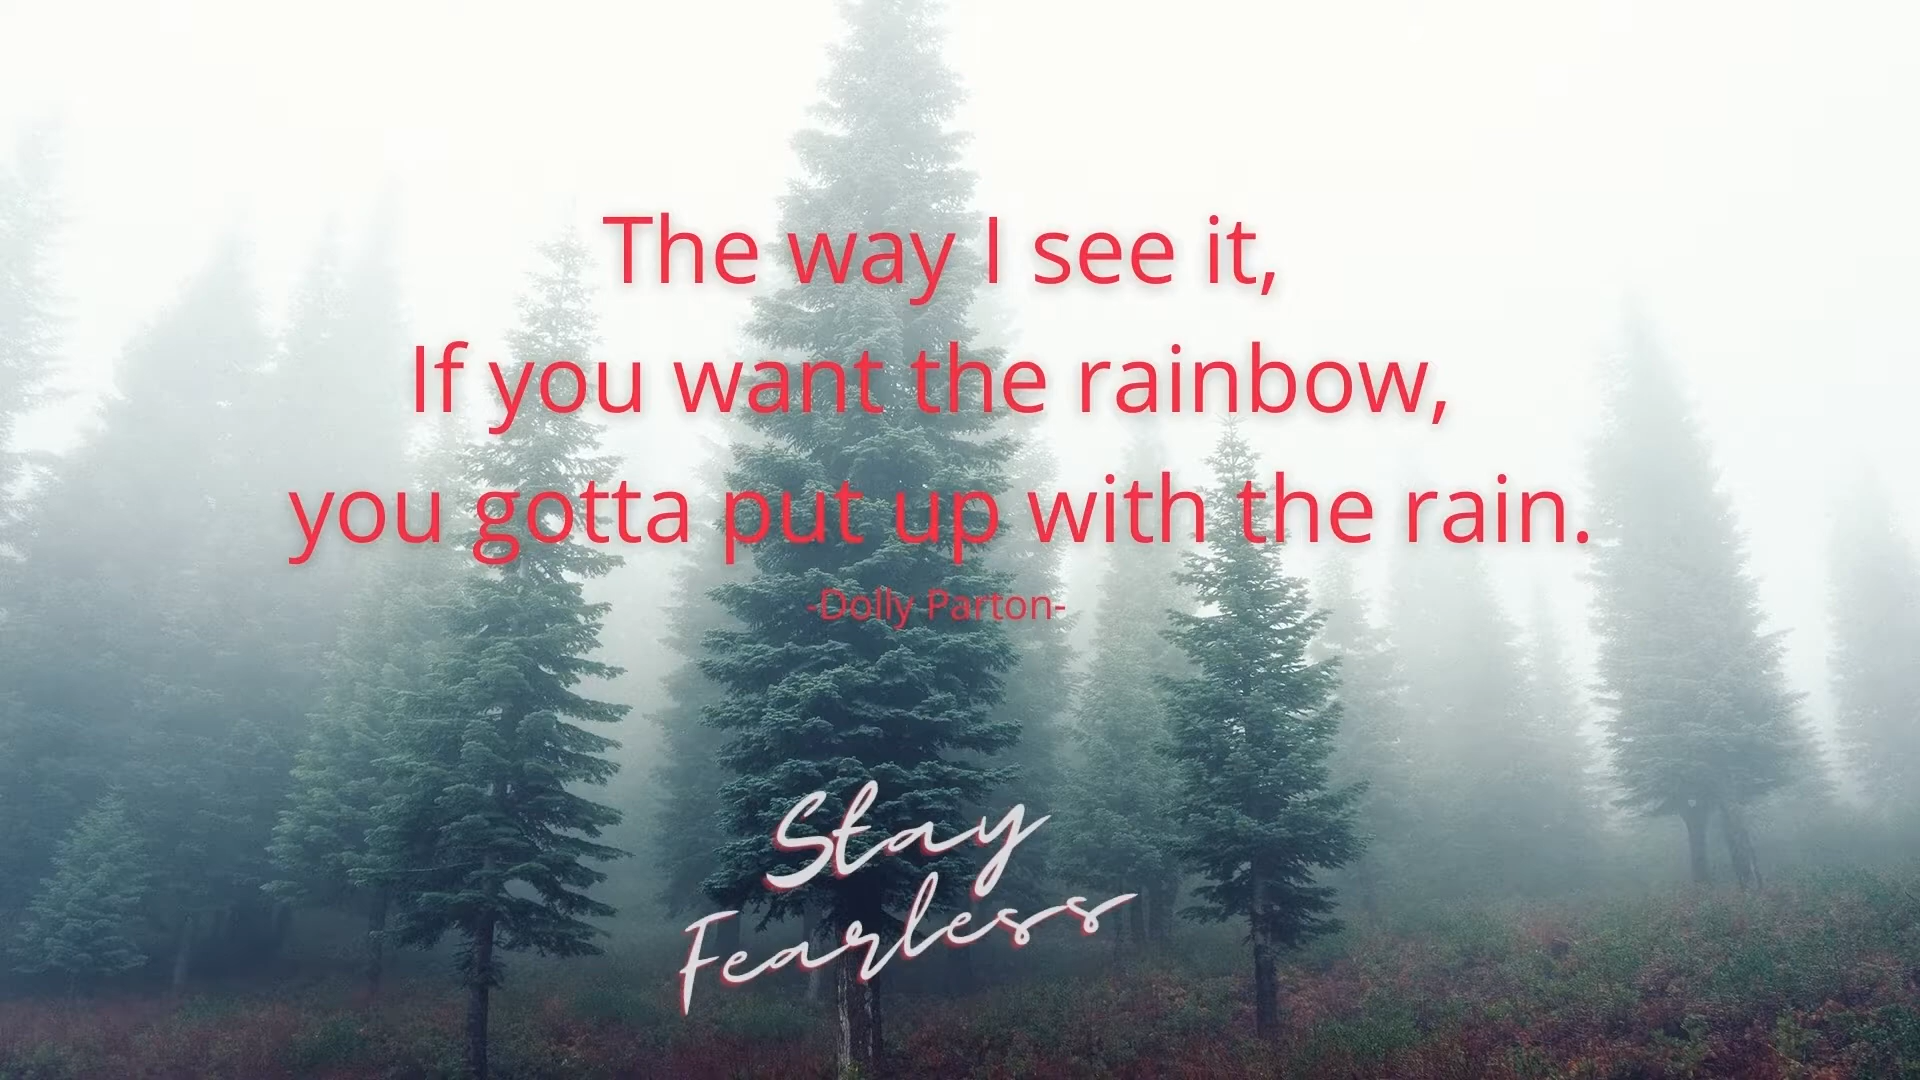 The way I see it,
If you want the rainbow,
you gotta put up with the rain.
-Dolly Parton-
Stay
Fearless